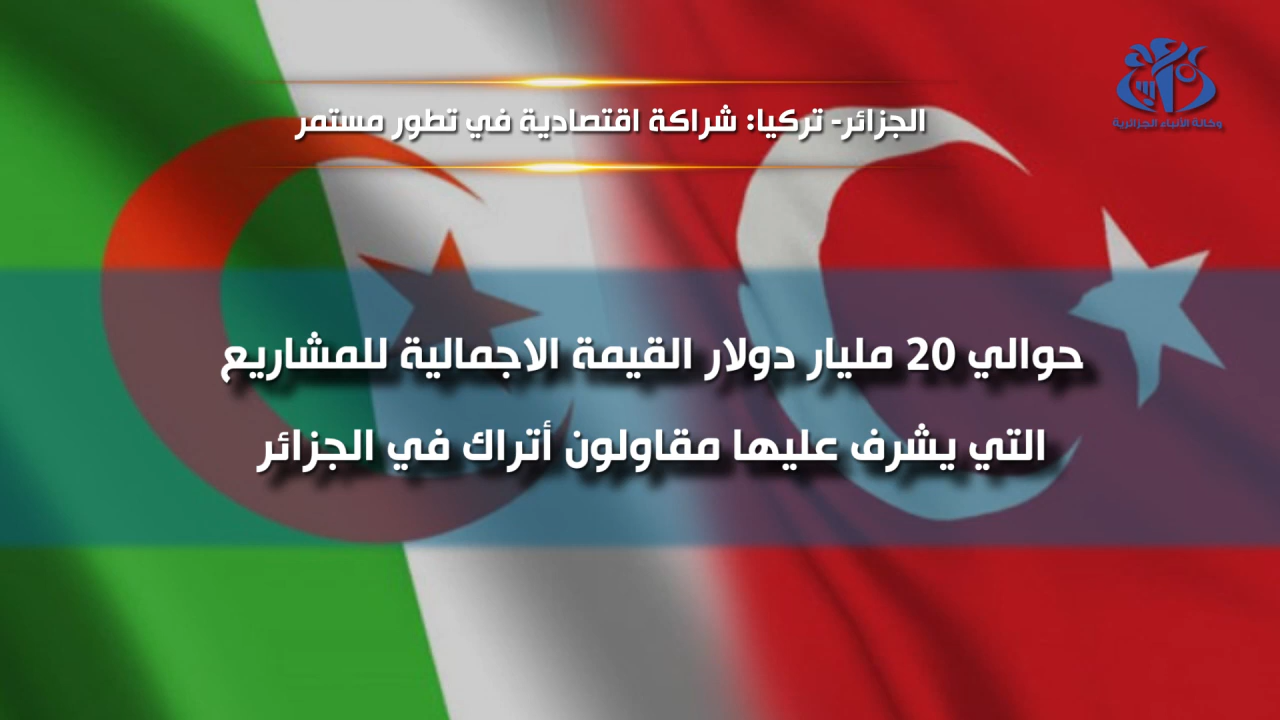 وكالة الأنباء الجزائرية
الجزائر- تركيا: شراكة اقتصادية في تطور مستمر
حوالي 20 مليار دولار القيمة الاجمالية للمشاريع
التي يشرف عليها مقاولون أتراك في الجزائر